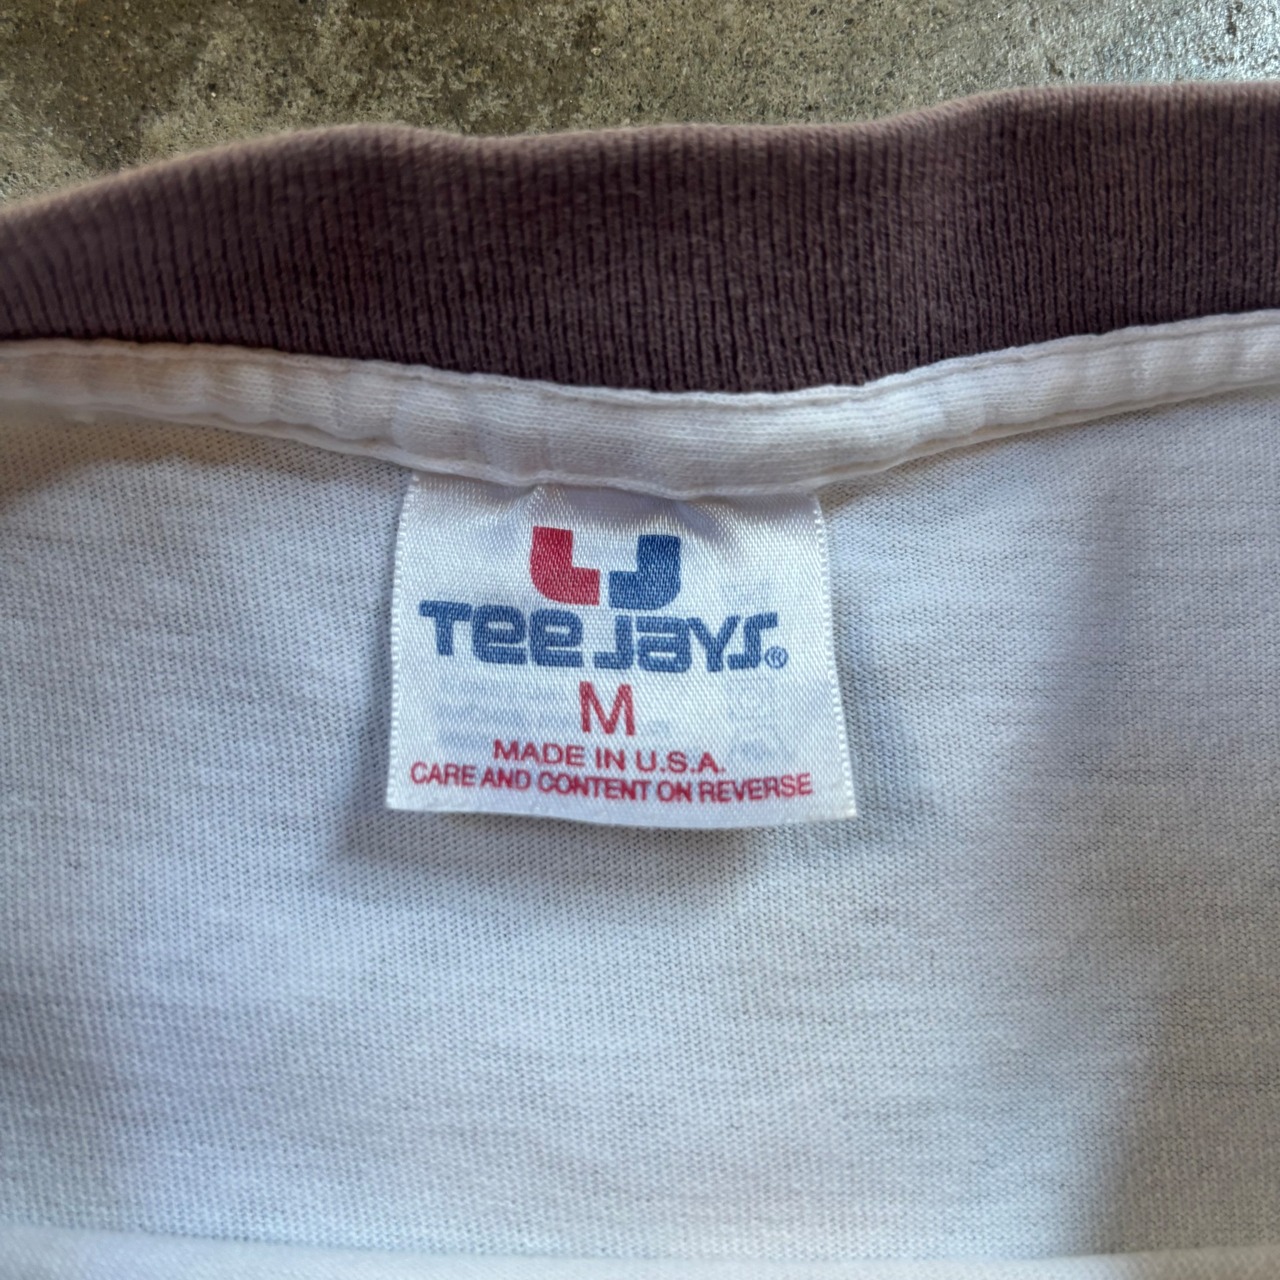 TEE JAYS®
M
MADE IN U.S.A.
CARE AND CONTENT ON REVERSE